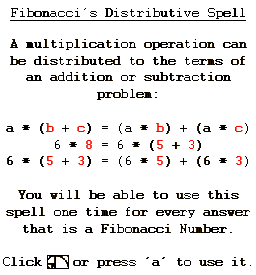 Fibonacci´s Distributive Spell
A multiplication operation can
be distributed to the terms of
an addition or subtraction
problem:
a * (b + c) = (a * b) + (a * c)
6 * 8 = 6 * (5 + 3)
6 * (5 + 3) = (6 * 5) + (6 * 3)
You will be able to use this
spell one time for every answer
that is a Fibonacci Number.
Click or press ´a´ to use it.